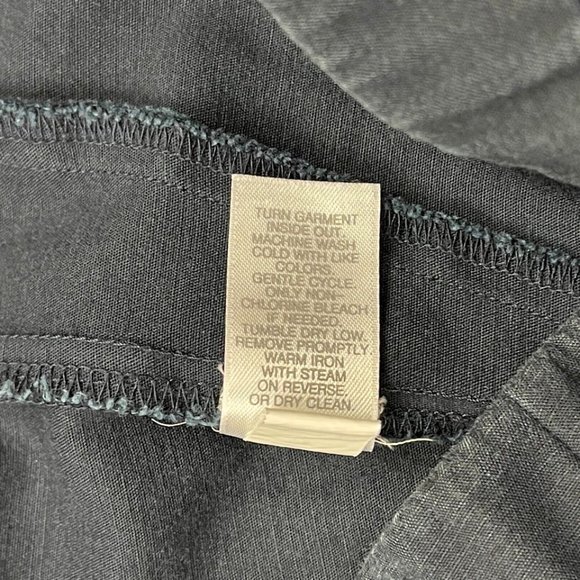 TURN GARMENT
INSIDE OUT.
MACHINE WASH
COLD WITH LIKE
COLORS.
GENTLE CYCLE.
ONLY NON-
CHLORINE BLEACH
IF NEEDED.
TUMBLE DRY LOW.
REMOVE PROMPTLY.
WARM IRON
WITH STEAM
ON REVERSE.
OR DRY CLEAN.